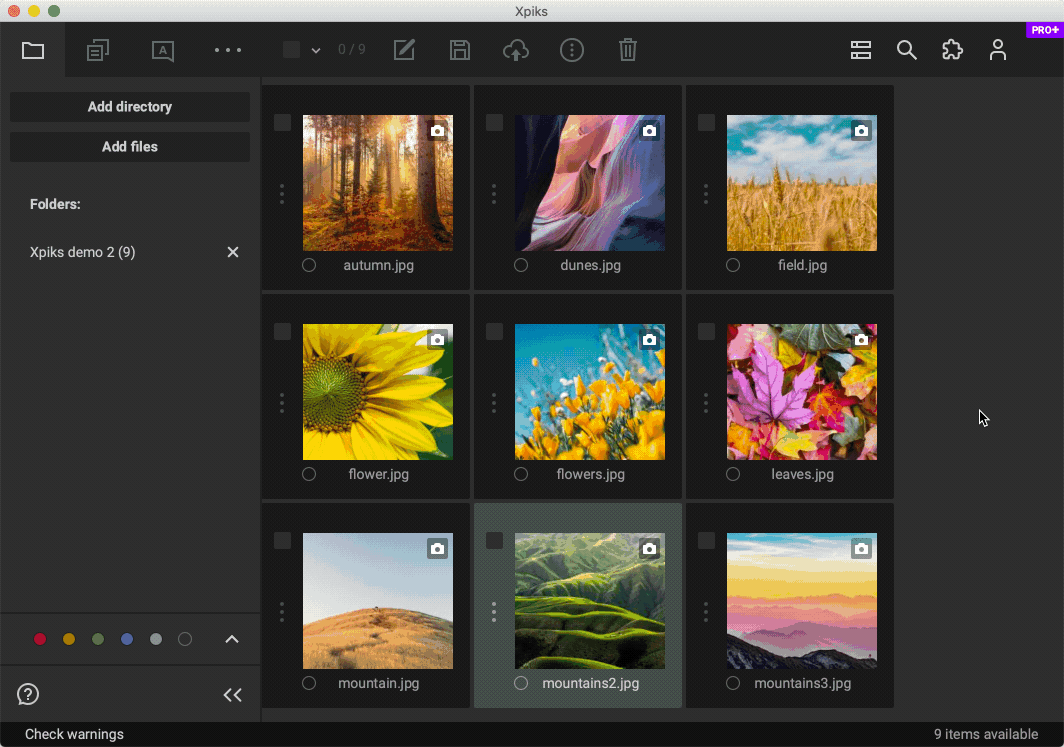 Xpiks
PRO+
A
0 / 9
Add directory
Add files
Folders:
Xpiks demo 2 (9)
autumn.jpg
dunes.jpg
field.jpg
flower.jpg
flowers.jpg
leaves.jpg
mountain.jpg
mountains2.jpg
mountains3.jpg
Check warnings
9 items available